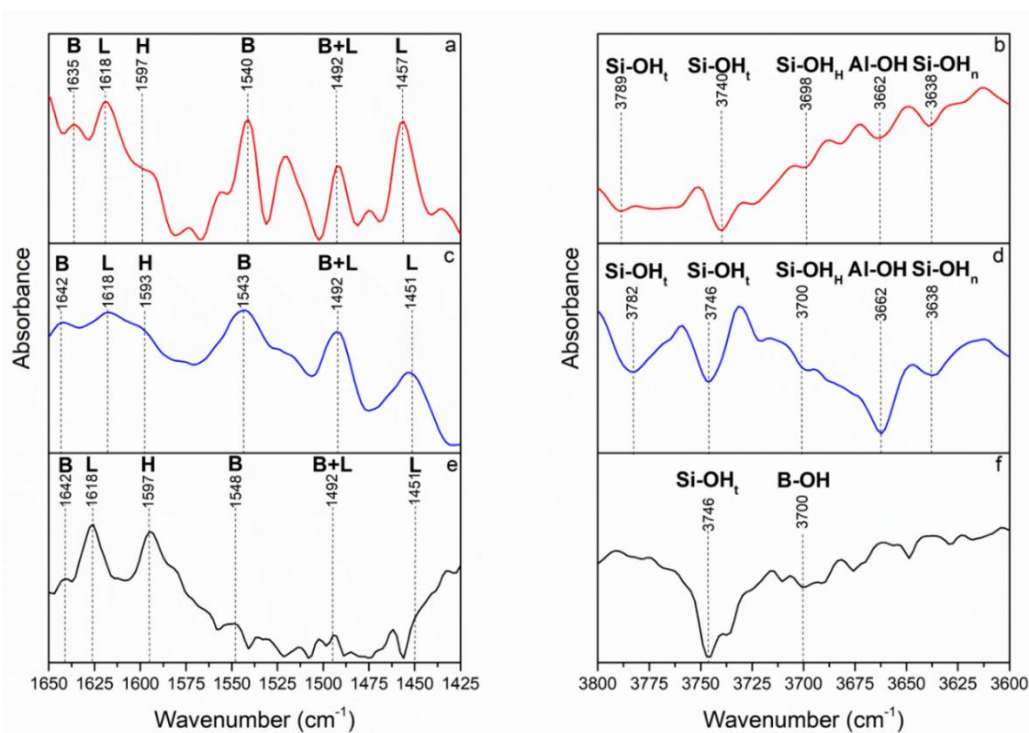 B L H B B+L L a
1635 1618 1597 1540 1492 1457
b
Si-OHt Si-OHt Si-OHH Al-OH Si-OHn
3789 3740 3698 3662 3638
B L H B B+L L c
1642 1618 1593 1543 1492 1451
d
Si-OHt Si-OHt Si-OHH Al-OH Si-OHn
3782 3746 3700 3662 3638
B L H B B+L L e
1642 1618 1597 1548 1492 1451
f
Si-OHt B-OH
3746 3700
Absorbance
Absorbance
1650 1625 1600 1575 1550 1525 1500 1475 1450 1425
3800 3775 3750 3725 3700 3675 3650 3625 3600
Wavenumber (cm⁻¹)
Wavenumber (cm⁻¹)